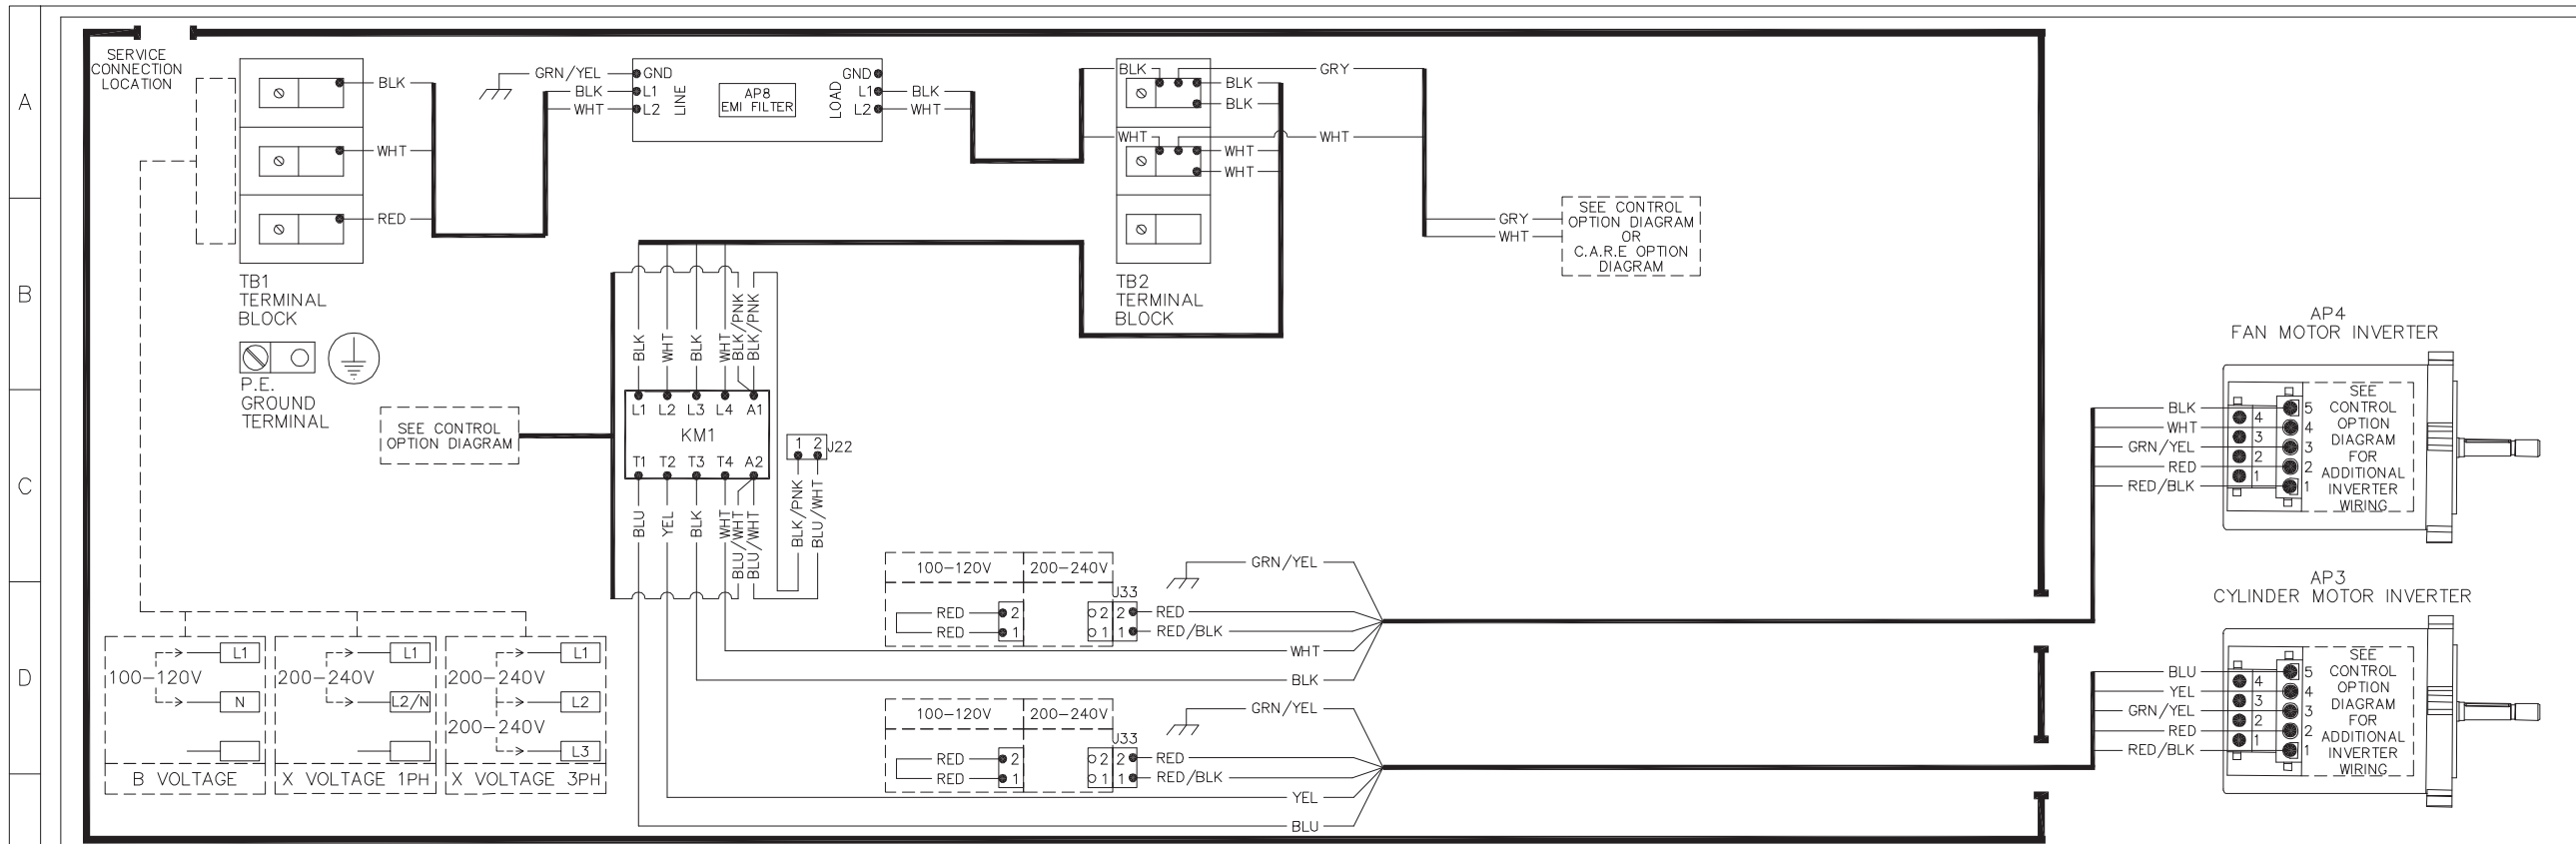 A
B
C
D
SERVICE
CONNECTION
LOCATION
BLK
WHT
RED
TB1
TERMINAL
BLOCK
P.E.
GROUND
TERMINAL
GRN/YEL
BLK
WHT
GND
L1
L2
LINE
AP8
EMI FILTER
LOAD
GND
L1
L2
BLK
WHT
BLK
WHT
BLK
BLK
WHT
WHT
GRY
WHT
TB2
TERMINAL
BLOCK
GRY
WHT
SEE CONTROL
OPTION DIAGRAM
OR
C.A.R.E OPTION
DIAGRAM
BLK
WHT
BLK
WHT
BLK/PNK
BLK/PNK
L1 L2 L3 L4 A1
KM1
T1 T2 T3 T4 A2
SEE CONTROL
OPTION DIAGRAM
1 2
J22
BLU
YEL
BLK
WHT
BLU/WHT
BLU/WHT
BLK/PNK
BLU/WHT
100-120V
200-240V
RED
RED
2
1
2 2
1 1
J33
RED
RED/BLK
GRN/YEL
WHT
BLK
100-120V
200-240V
RED
RED
2
1
2 2
1 1
J33
RED
RED/BLK
GRN/YEL
YEL
BLU
100-120V
L1
N
B VOLTAGE
200-240V
L1
L2/N
X VOLTAGE 1PH
200-240V
200-240V
L1
L2
L3
X VOLTAGE 3PH
AP4
FAN MOTOR INVERTER
BLK
WHT
GRN/YEL
RED
RED/BLK
4
3
2
1
5
4
3
2
1
SEE
CONTROL
OPTION
DIAGRAM
FOR
ADDITIONAL
INVERTER
WIRING
AP3
CYLINDER MOTOR INVERTER
BLU
YEL
GRN/YEL
RED
RED/BLK
4
3
2
1
5
4
3
2
1
SEE
CONTROL
OPTION
DIAGRAM
FOR
ADDITIONAL
INVERTER
WIRING